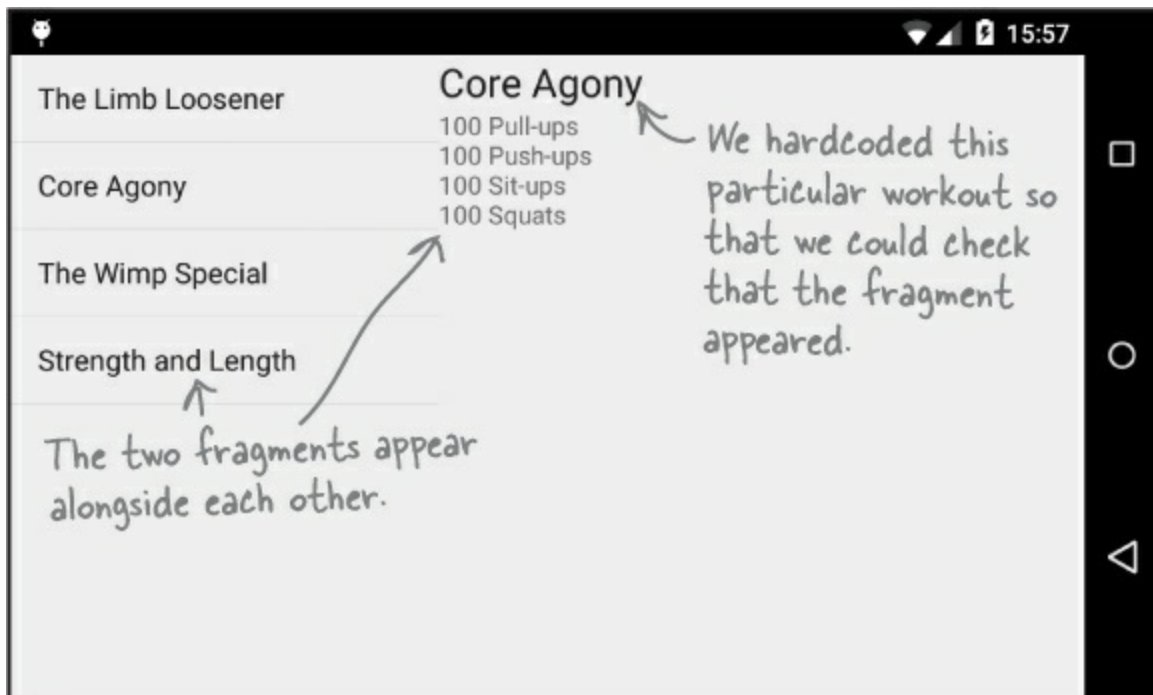 15:57
The Limb Loosener
Core Agony
The Wimp Special
Strength and Length
Core Agony
100 Pull-ups
100 Push-ups
100 Sit-ups
100 Squats
We hardcoded this
particular workout so
that we could check
that the fragment
appeared.
The two fragments appear
alongside each other.